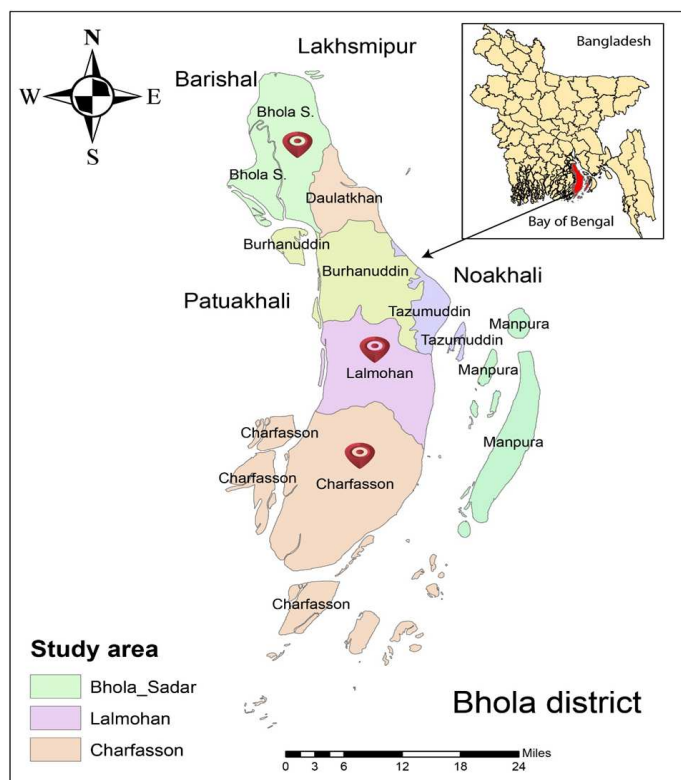 N
W
E
S
Lakhsmipur
Barishal
Bangladesh
Bay of Bengal
Bhola S.
Bhola S.
Daulatkhan
Burhanuddin
Burhanuddin
Noakhali
Patuakhali
Tazumuddin
Tazumuddin
Manpura
Manpura
Manpura
Lalmohan
Charfasson
Charfasson
Charfasson
Charfasson
Study area
Bhola_Sadar
Lalmohan
Charfasson
Bhola district
Miles
0 3 6 12 18 24